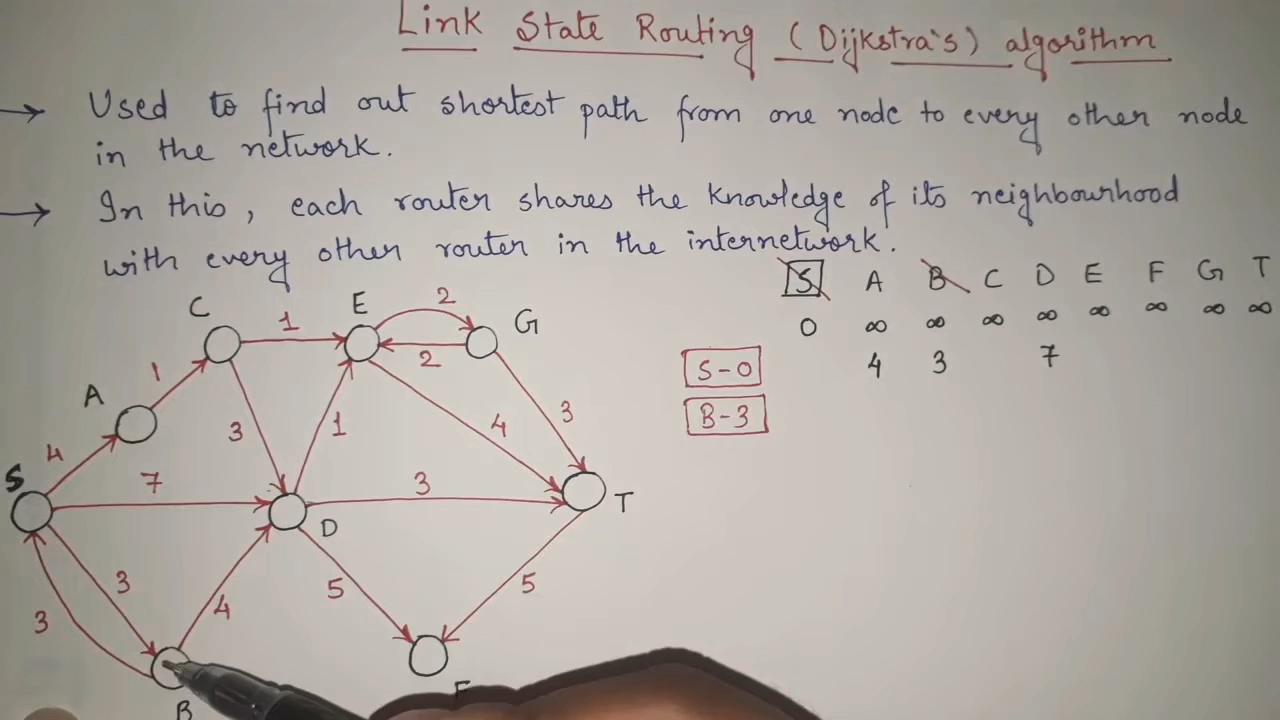 Link State Routing (Dijkstra's) algorithm
→ Used to find out shortest path from one node to every other node
in the network.
→ In this, each router shares the knowledge of its neighbourhood
with every other router in the internetwork.
S A B C D E F G T
0 ∞ ∞ ∞ ∞ ∞ ∞ ∞ ∞
4 3 7
S-0
B-3
C 1 E 2 G
2
A 1
3 1 4 3
4
S 7 3 T
D
3 4 5 5
3
B